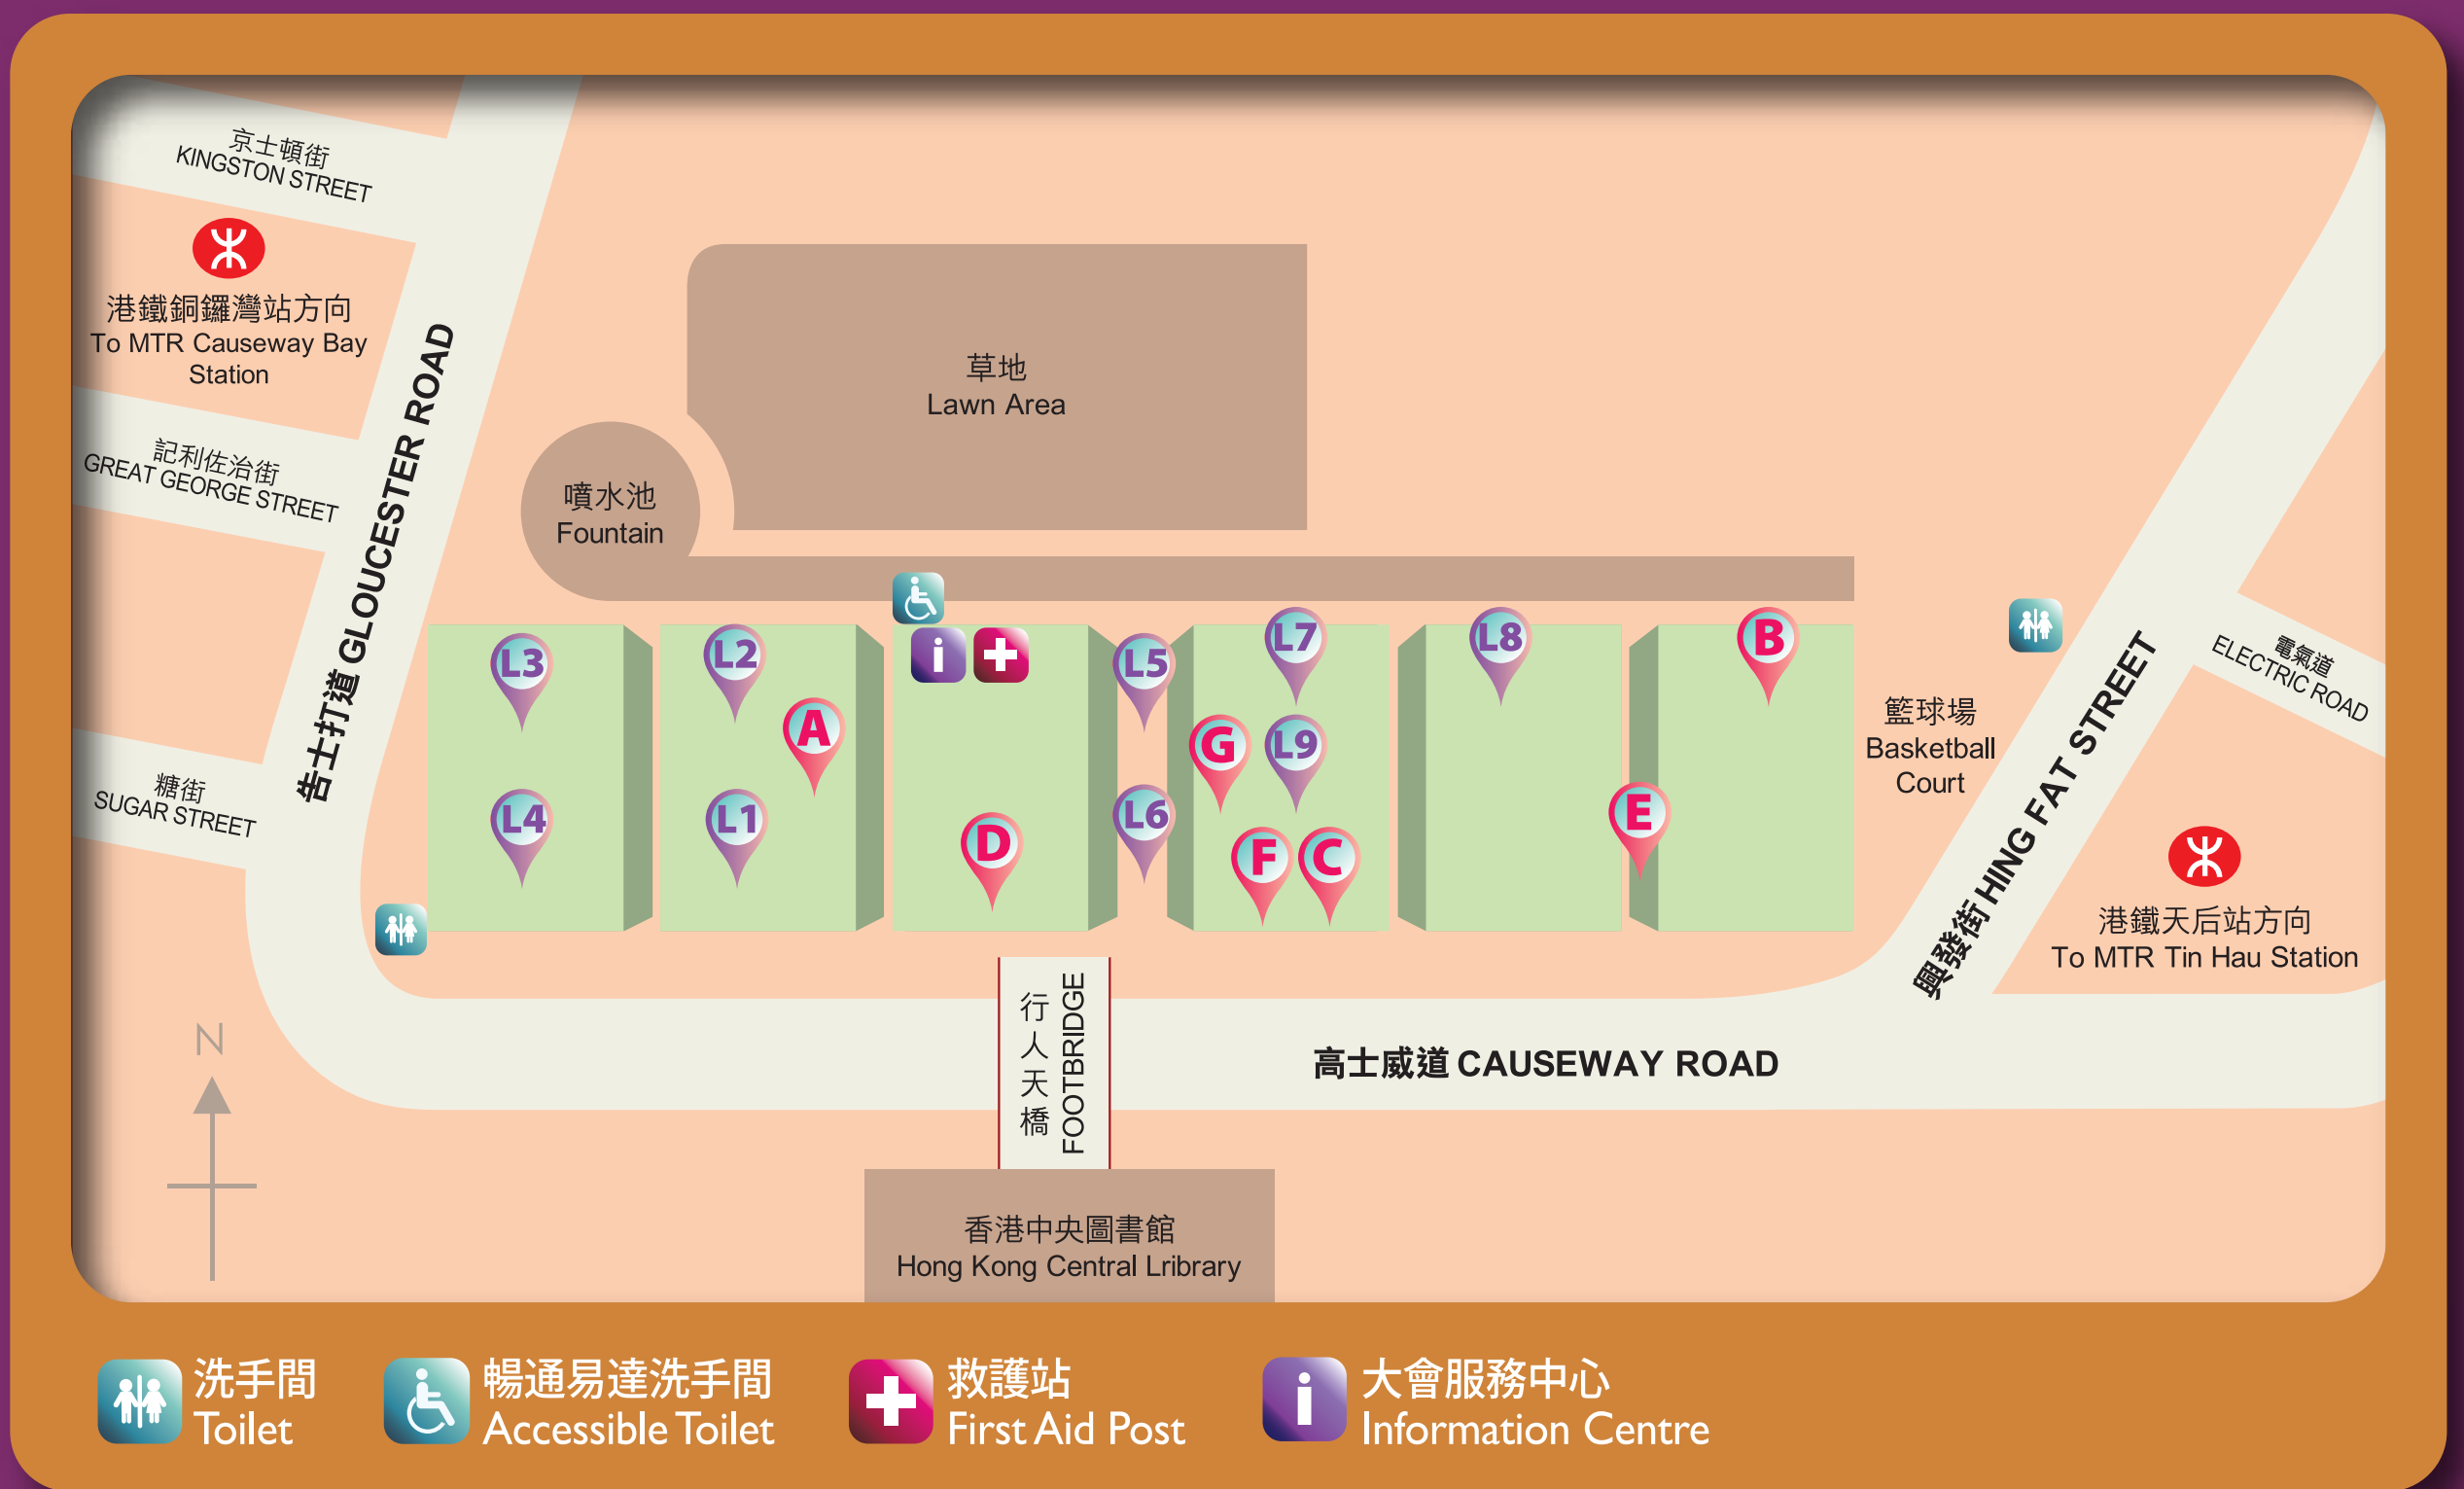 京士頓街
KINGSTON STREET
港鐵銅鑼灣站方向
To MTR Causeway Bay
Station
記利佐治街
GREAT GEORGE STREET
告士打道 GLOUCESTER ROAD
糖街
SUGAR STREET
草地
Lawn Area
噴水池
Fountain
L3
L2
L5
L7
L8
B
A
G
L9
L4
L1
D
L6
F
C
E
籃球場
Basketball
Court
電氣道
ELECTRIC ROAD
興發街 HING FAT STREET
港鐵天后站方向
To MTR Tin Hau Station
行人天橋
FOOTBRIDGE
高士威道 CAUSEWAY ROAD
N
香港中央圖書館
Hong Kong Central Lribrary
洗手間
Toilet
暢通易達洗手間
Accessible Toilet
救護站
First Aid Post
大會服務中心
Information Centre